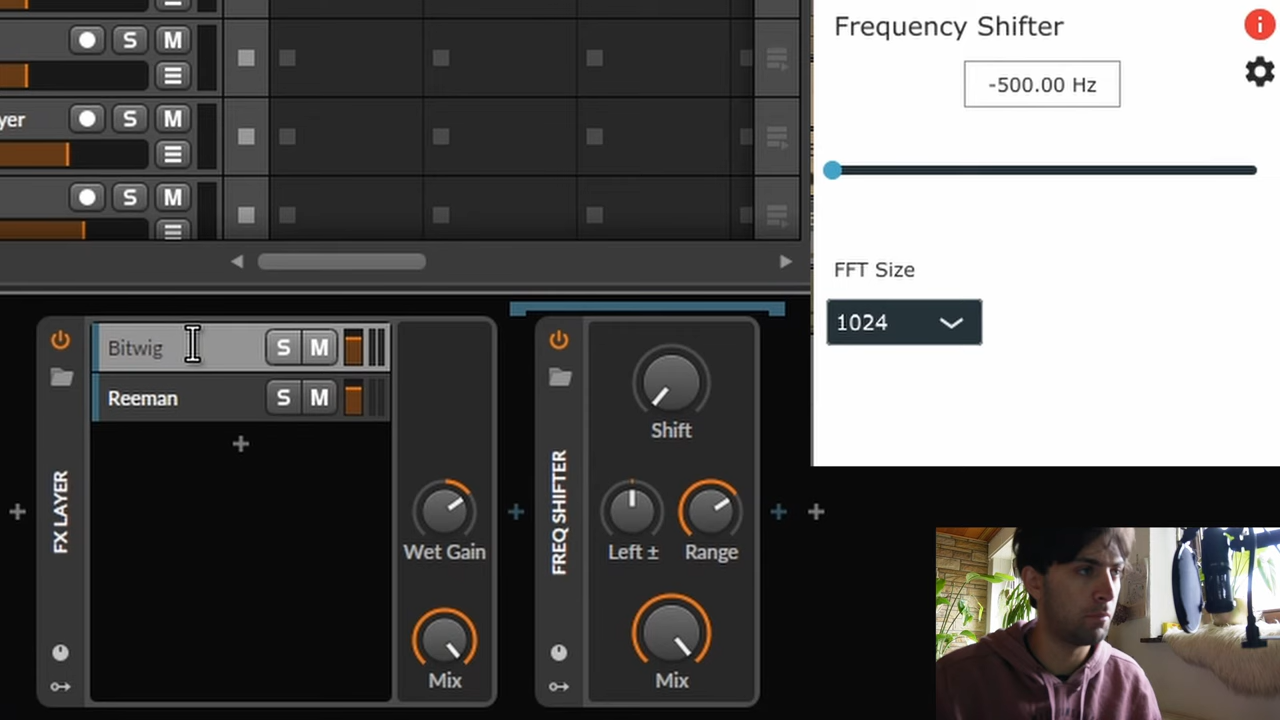 S M
yer S M
S M
Frequency Shifter
i
-500.00 Hz
FFT Size
1024
FX LAYER
Bitwig S M
Reeman S M
+
Wet Gain
Mix
FREQ SHIFTER
Shift
Left ±
Range
Mix